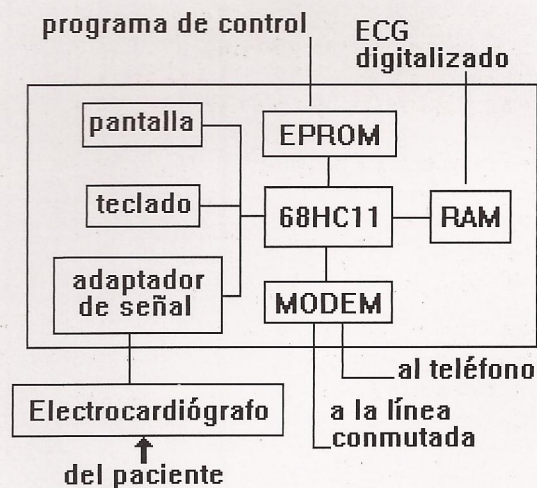 programa de control
ECG
digitalizado
pantalla
EPROM
teclado
68HC11
RAM
adaptador
de señal
MODEM
al teléfono
Electrocardiógrafo
a la línea
conmutada
del paciente